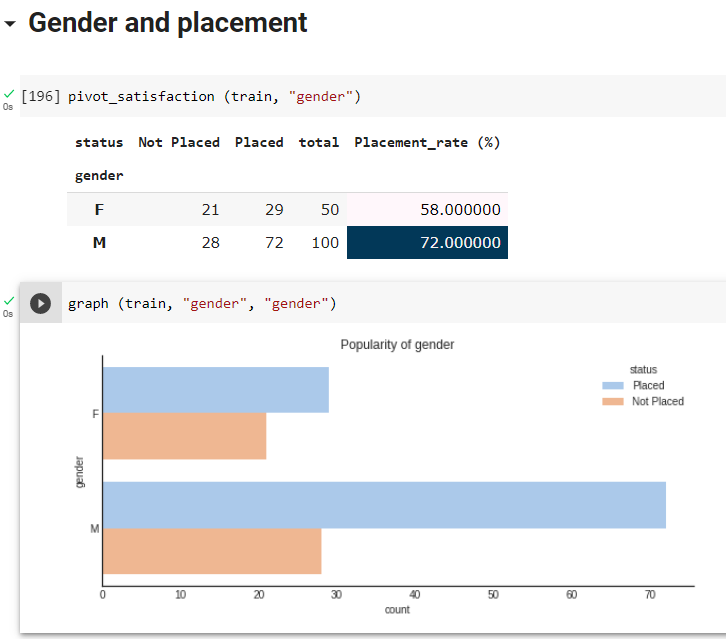 Gender and placement
[196] pivot_satisfaction (train, "gender")
0s
status Not Placed Placed total Placement_rate (%)
gender
F 21 29 50 58.000000
M 28 72 100 72.000000
graph (train, "gender", "gender")
0s
Popularity of gender
status
Placed
Not Placed
F
gender
M
0 10 20 30 40 50 60 70
count